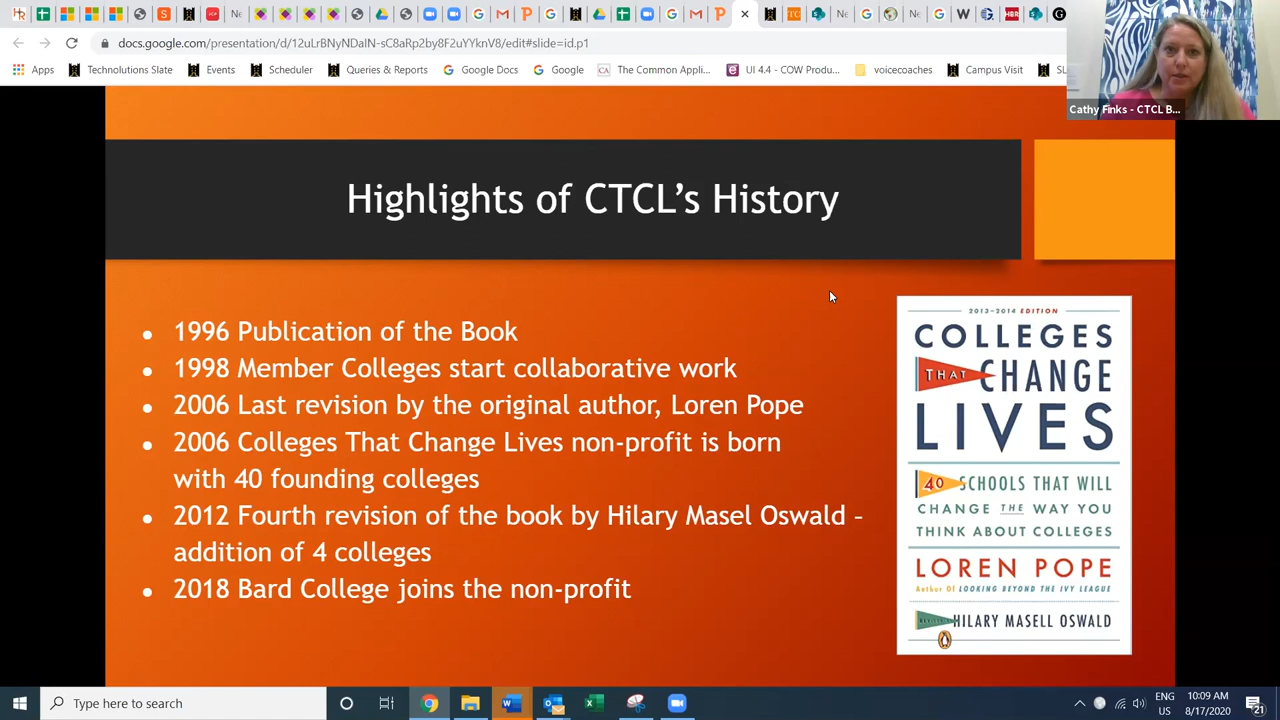 Ne
Ne
docs.google.com/presentation/d/12uLrBNyNDaIN-sC8aRp2by8F2uYYknV8/edit#slide=id.p1
Apps
Technolutions Slate
Events
Scheduler
Queries & Reports
Google Docs
Google
The Common Appli...
UI 4.4 - COW Produ...
voicecoaches
Campus Visit
SL
Cathy Finks - CTCL B...
Highlights of CTCL's History
● 1996 Publication of the Book
● 1998 Member Colleges start collaborative work
● 2006 Last revision by the original author, Loren Pope
● 2006 Colleges That Change Lives non-profit is born
with 40 founding colleges
● 2012 Fourth revision of the book by Hilary Masel Oswald –
addition of 4 colleges
● 2018 Bard College joins the non-profit
2013-2014 EDITION
COLLEGES
THAT CHANGE
LIVES
40 SCHOOLS THAT WILL
CHANGE THE WAY YOU
THINK ABOUT COLLEGES
LOREN POPE
Author Of LOOKING BEYOND THE IVY LEAGUE
HILARY MASELL OSWALD
Type here to search
ENG
US
10:09 AM
8/17/2020
21